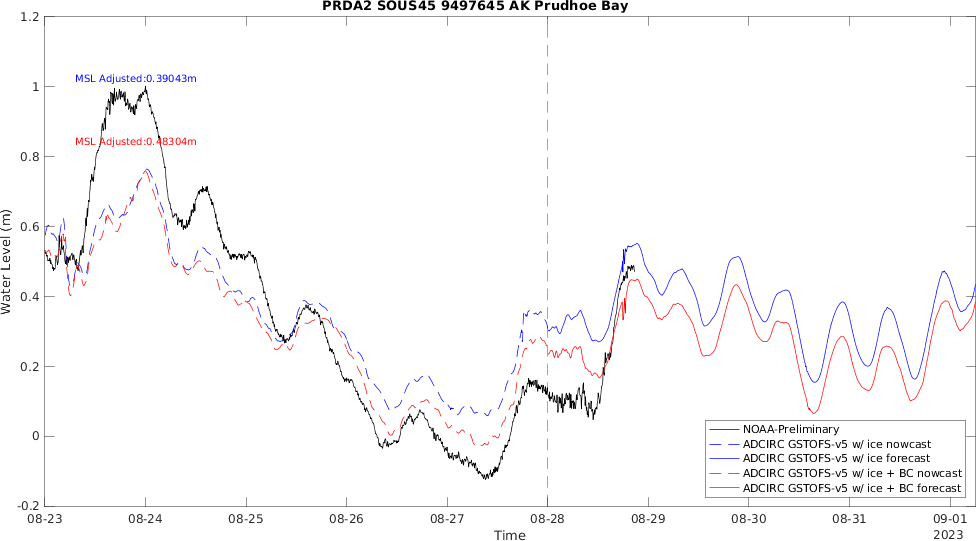 PRDA2 SOUS45 9497645 AK Prudhoe Bay
1.2
1
0.8
0.6
0.4
0.2
0
-0.2
Water Level (m)
MSL Adjusted:0.39043m
MSL Adjusted:0.48304m
NOAA-Preliminary
ADCIRC GSTOFS-v5 w/ ice nowcast
ADCIRC GSTOFS-v5 w/ ice forecast
ADCIRC GSTOFS-v5 w/ ice + BC nowcast
ADCIRC GSTOFS-v5 w/ ice + BC forecast
08-23 08-24 08-25 08-26 08-27 08-28 08-29 08-30 08-31 09-01
Time
2023